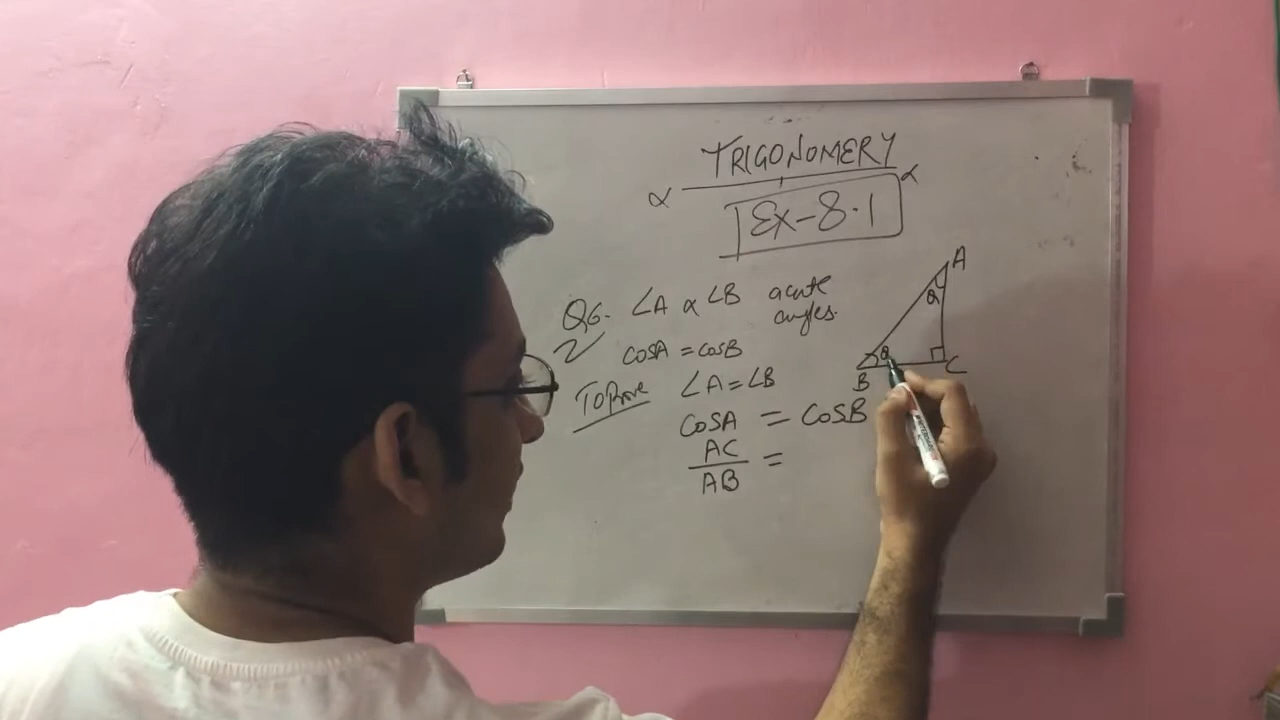 TRIGONOMERY
Ex-8.1
Q6. ∠A & ∠B acute angles.
cosA = cosB
To Prove ∠A = ∠B
cosA = cosB
AC
AB
=
A
θ
θ
B
C